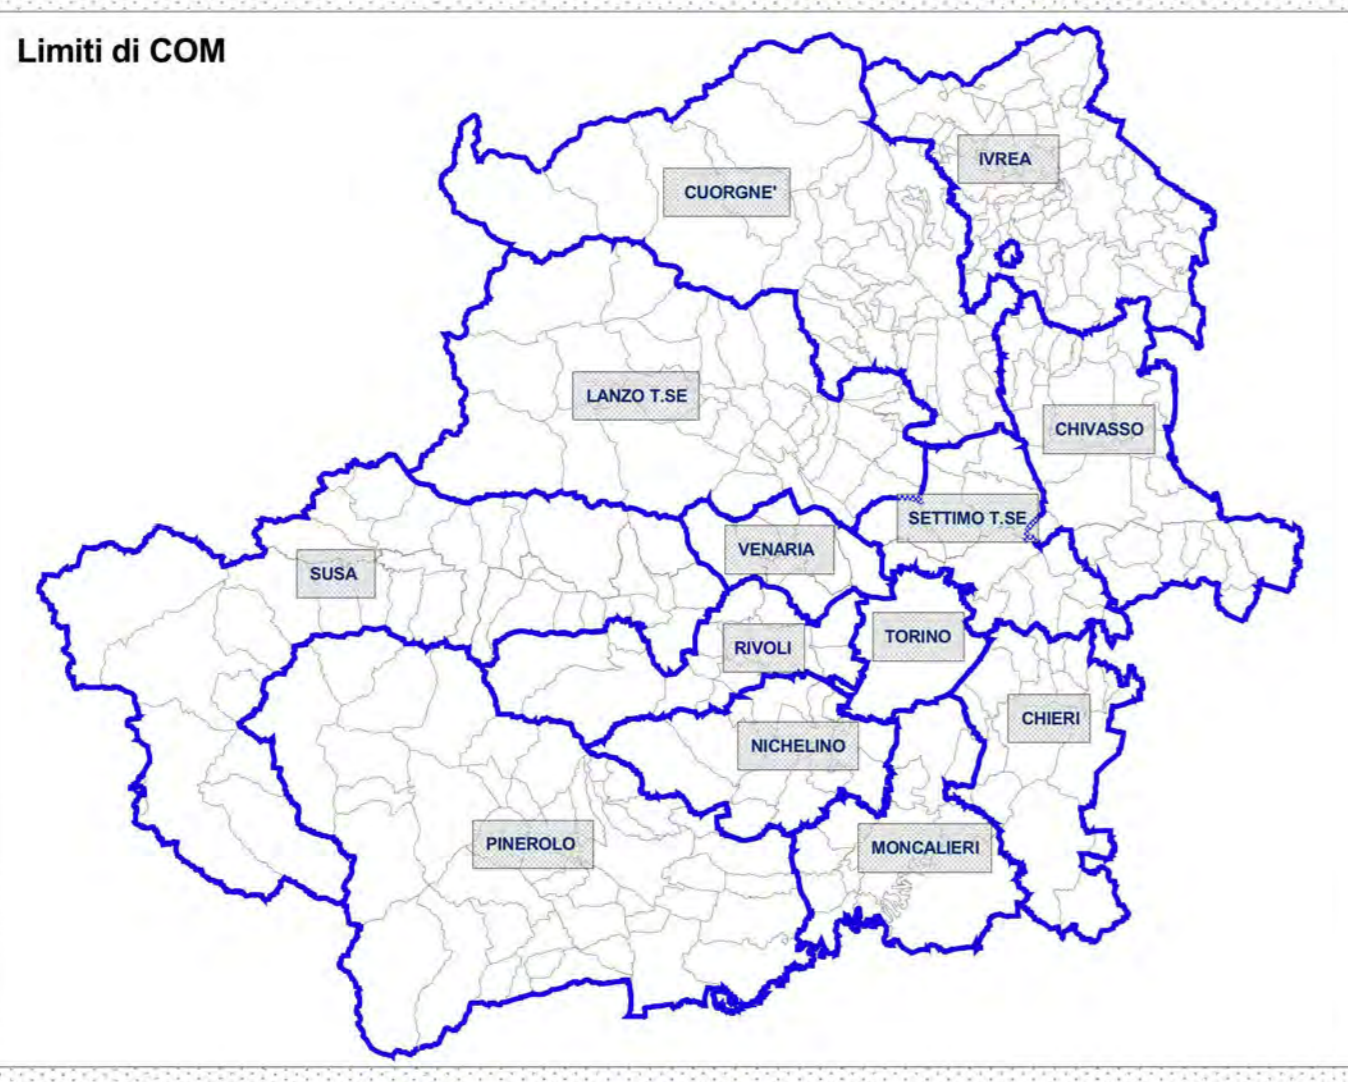 Limiti di COM
IVREA
CUORGNE'
LANZO T.SE
CHIVASSO
SETTIMO T.SE
VENARIA
SUSA
TORINO
RIVOLI
CHIERI
NICHELINO
PINEROLO
MONCALIERI